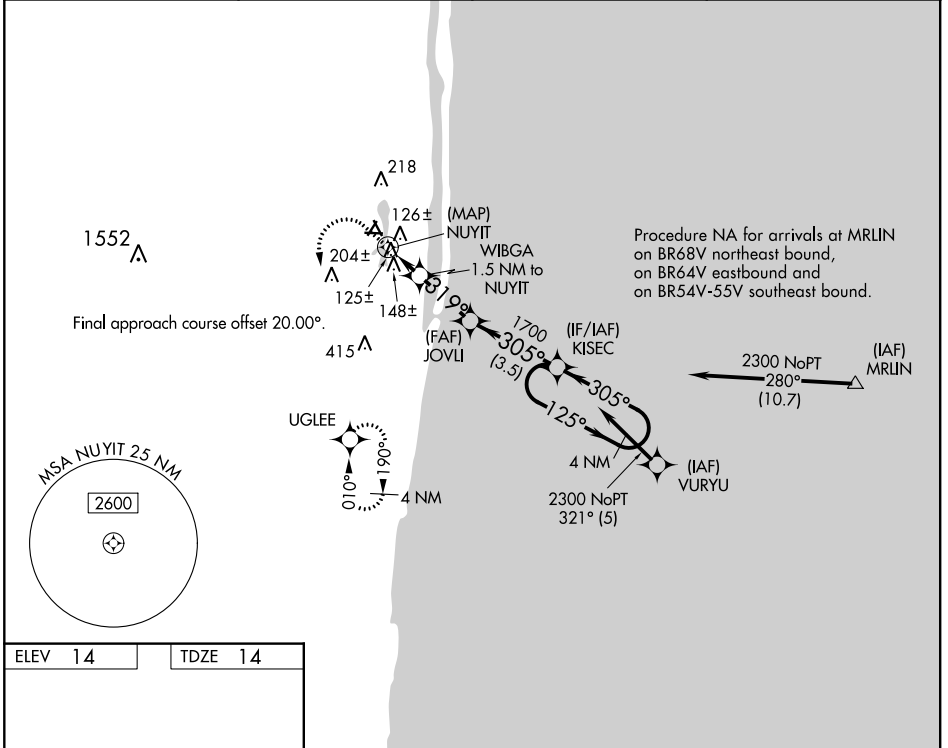 218
126±
(MAP)
NUYIT
1552
204±
WIBGA
1.5 NM to
NUYIT
Procedure NA for arrivals at MRLIN
on BR68V northeast bound,
on BR64V eastbound and
on BR54V-55V southeast bound.
125±
148±
319°
Final approach course offset 20.00°.
415
(FAF)
JOVLI
1700
305°
(3.5)
(IF/IAF)
KISEC
305°
125°
2300 NoPT
280°
(10.7)
(IAF)
MRLIN
UGLEE
4 NM
(IAF)
VURYU
010°
190°
4 NM
2300 NoPT
321° (5)
MSA NUYIT 25 NM
2600
ELEV 14
TDZE 14